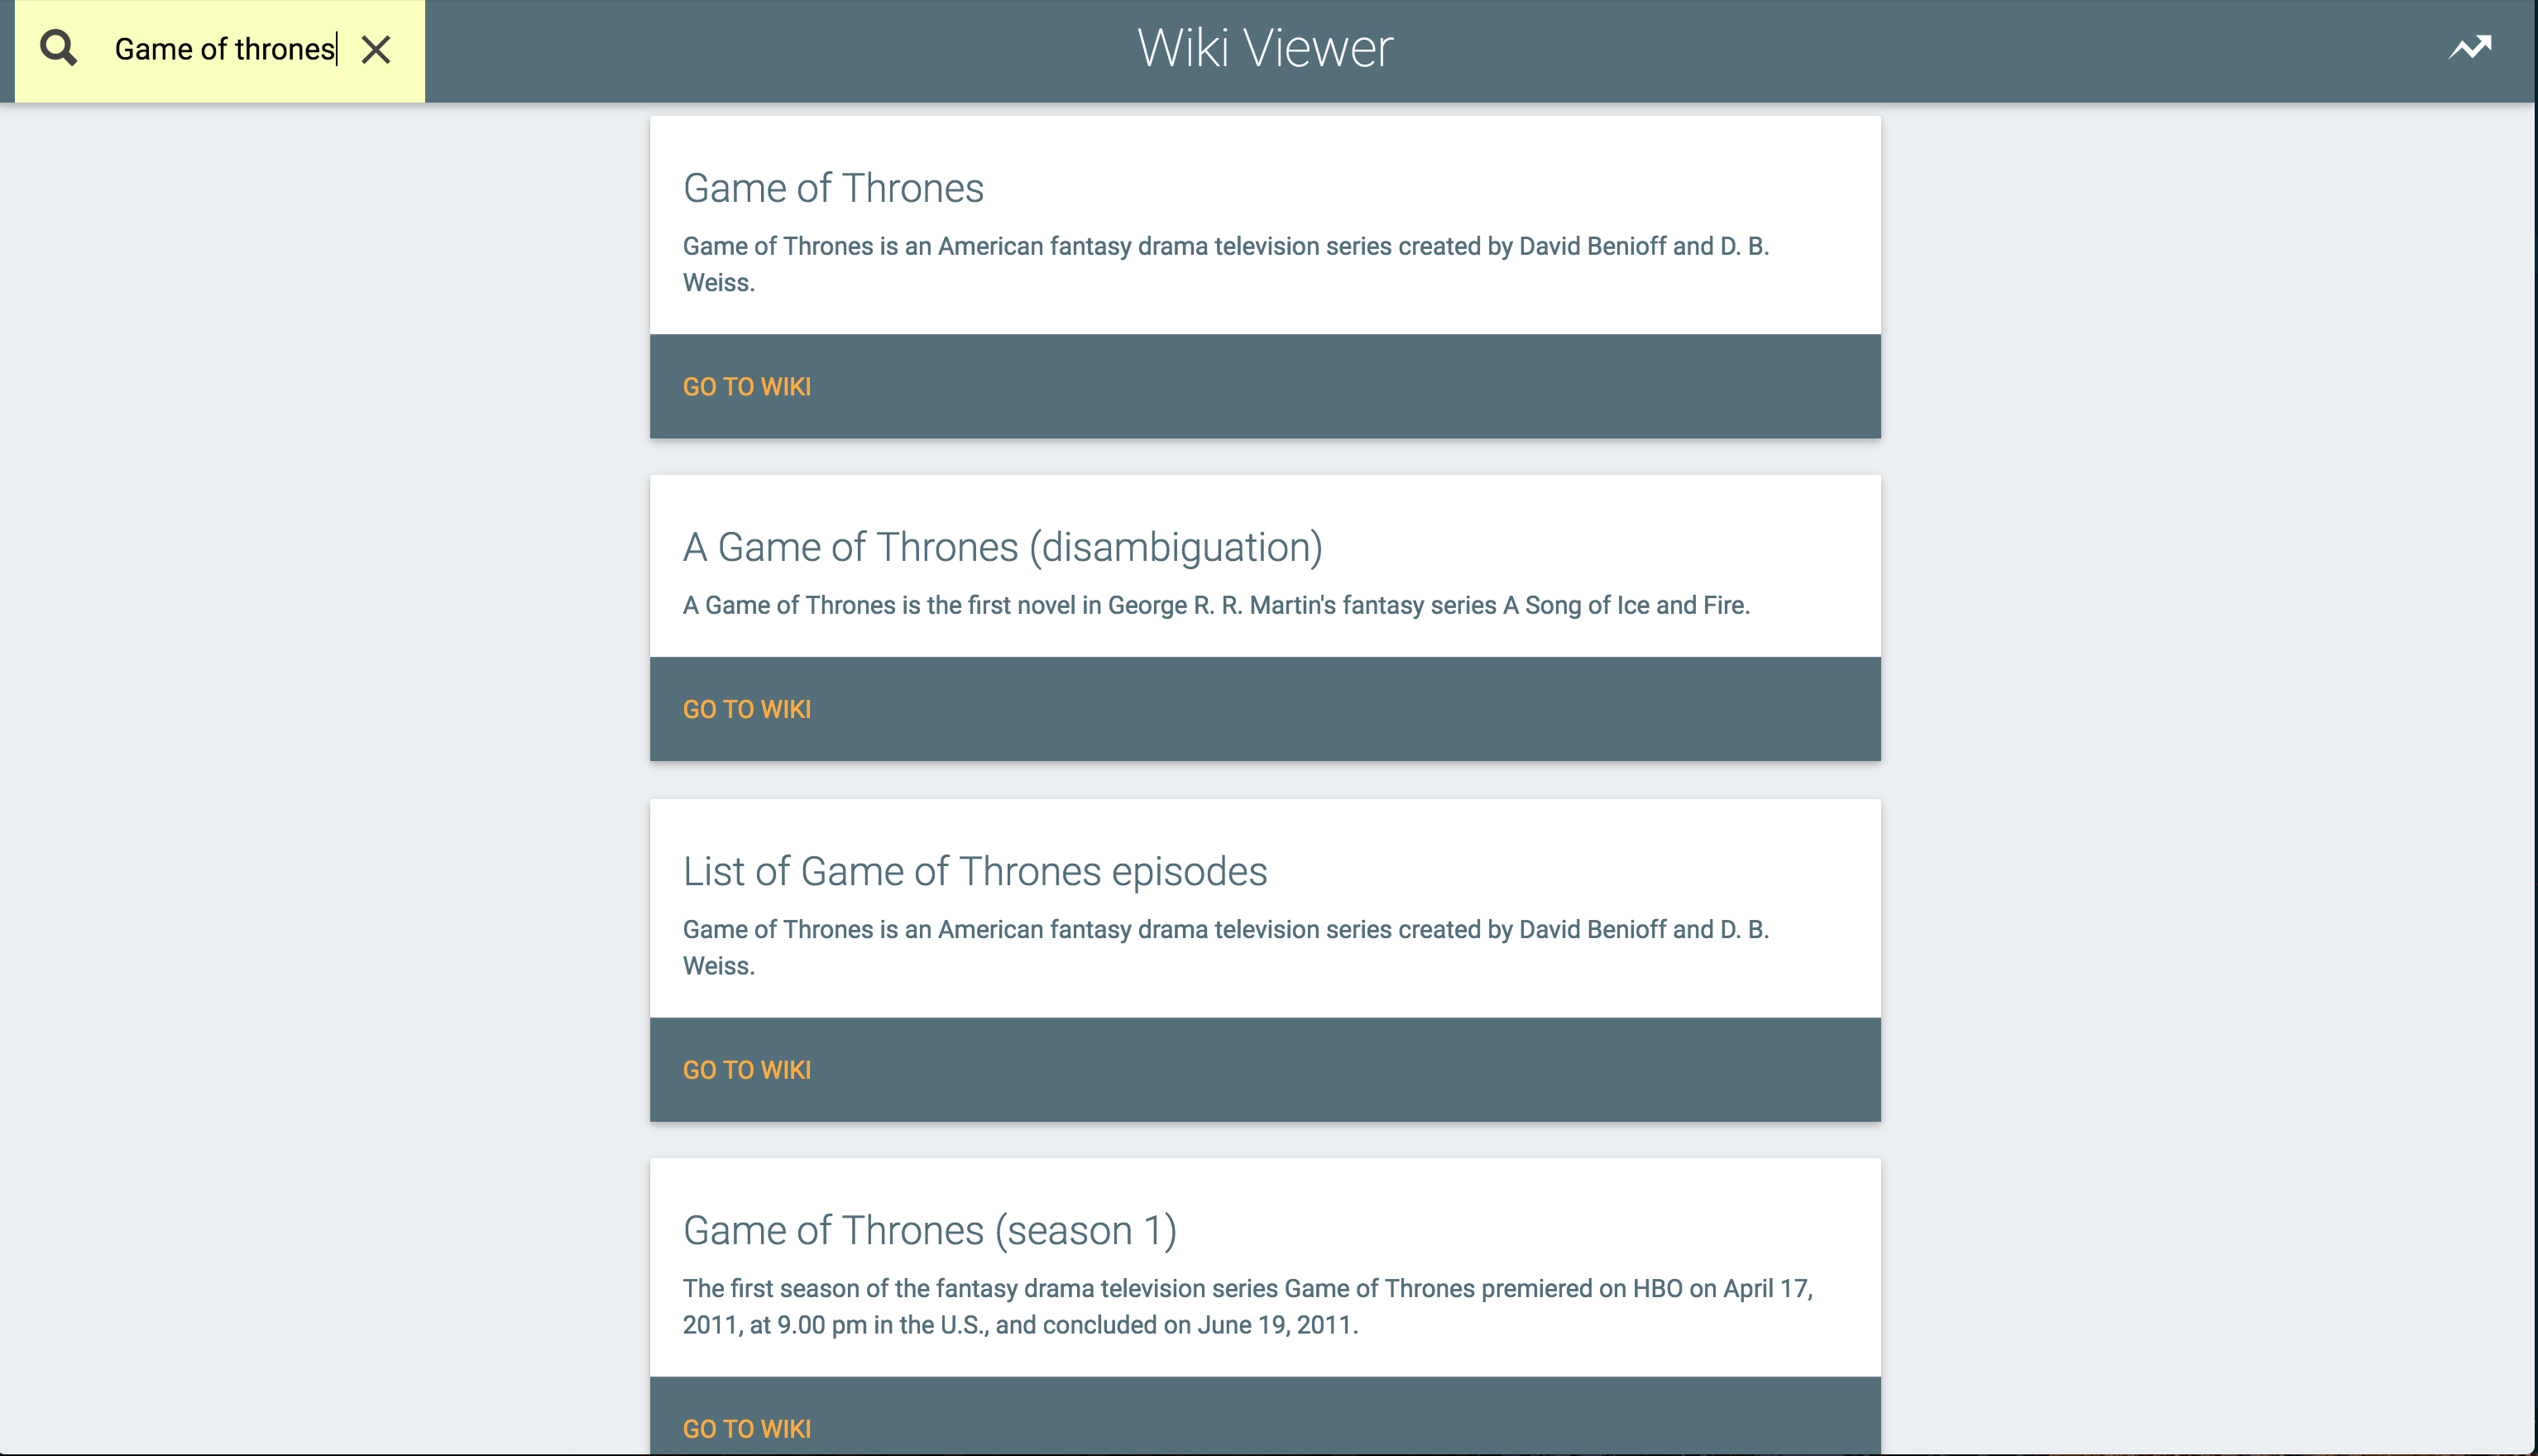 Game of thrones
Wiki Viewer
Game of Thrones
Game of Thrones is an American fantasy drama television series created by David Benioff and D. B.
Weiss.
GO TO WIKI
A Game of Thrones (disambiguation)
A Game of Thrones is the first novel in George R. R. Martin's fantasy series A Song of Ice and Fire.
GO TO WIKI
List of Game of Thrones episodes
Game of Thrones is an American fantasy drama television series created by David Benioff and D. B.
Weiss.
GO TO WIKI
Game of Thrones (season 1)
The first season of the fantasy drama television series Game of Thrones premiered on HBO on April 17,
2011, at 9.00 pm in the U.S., and concluded on June 19, 2011.
GO TO WIKI